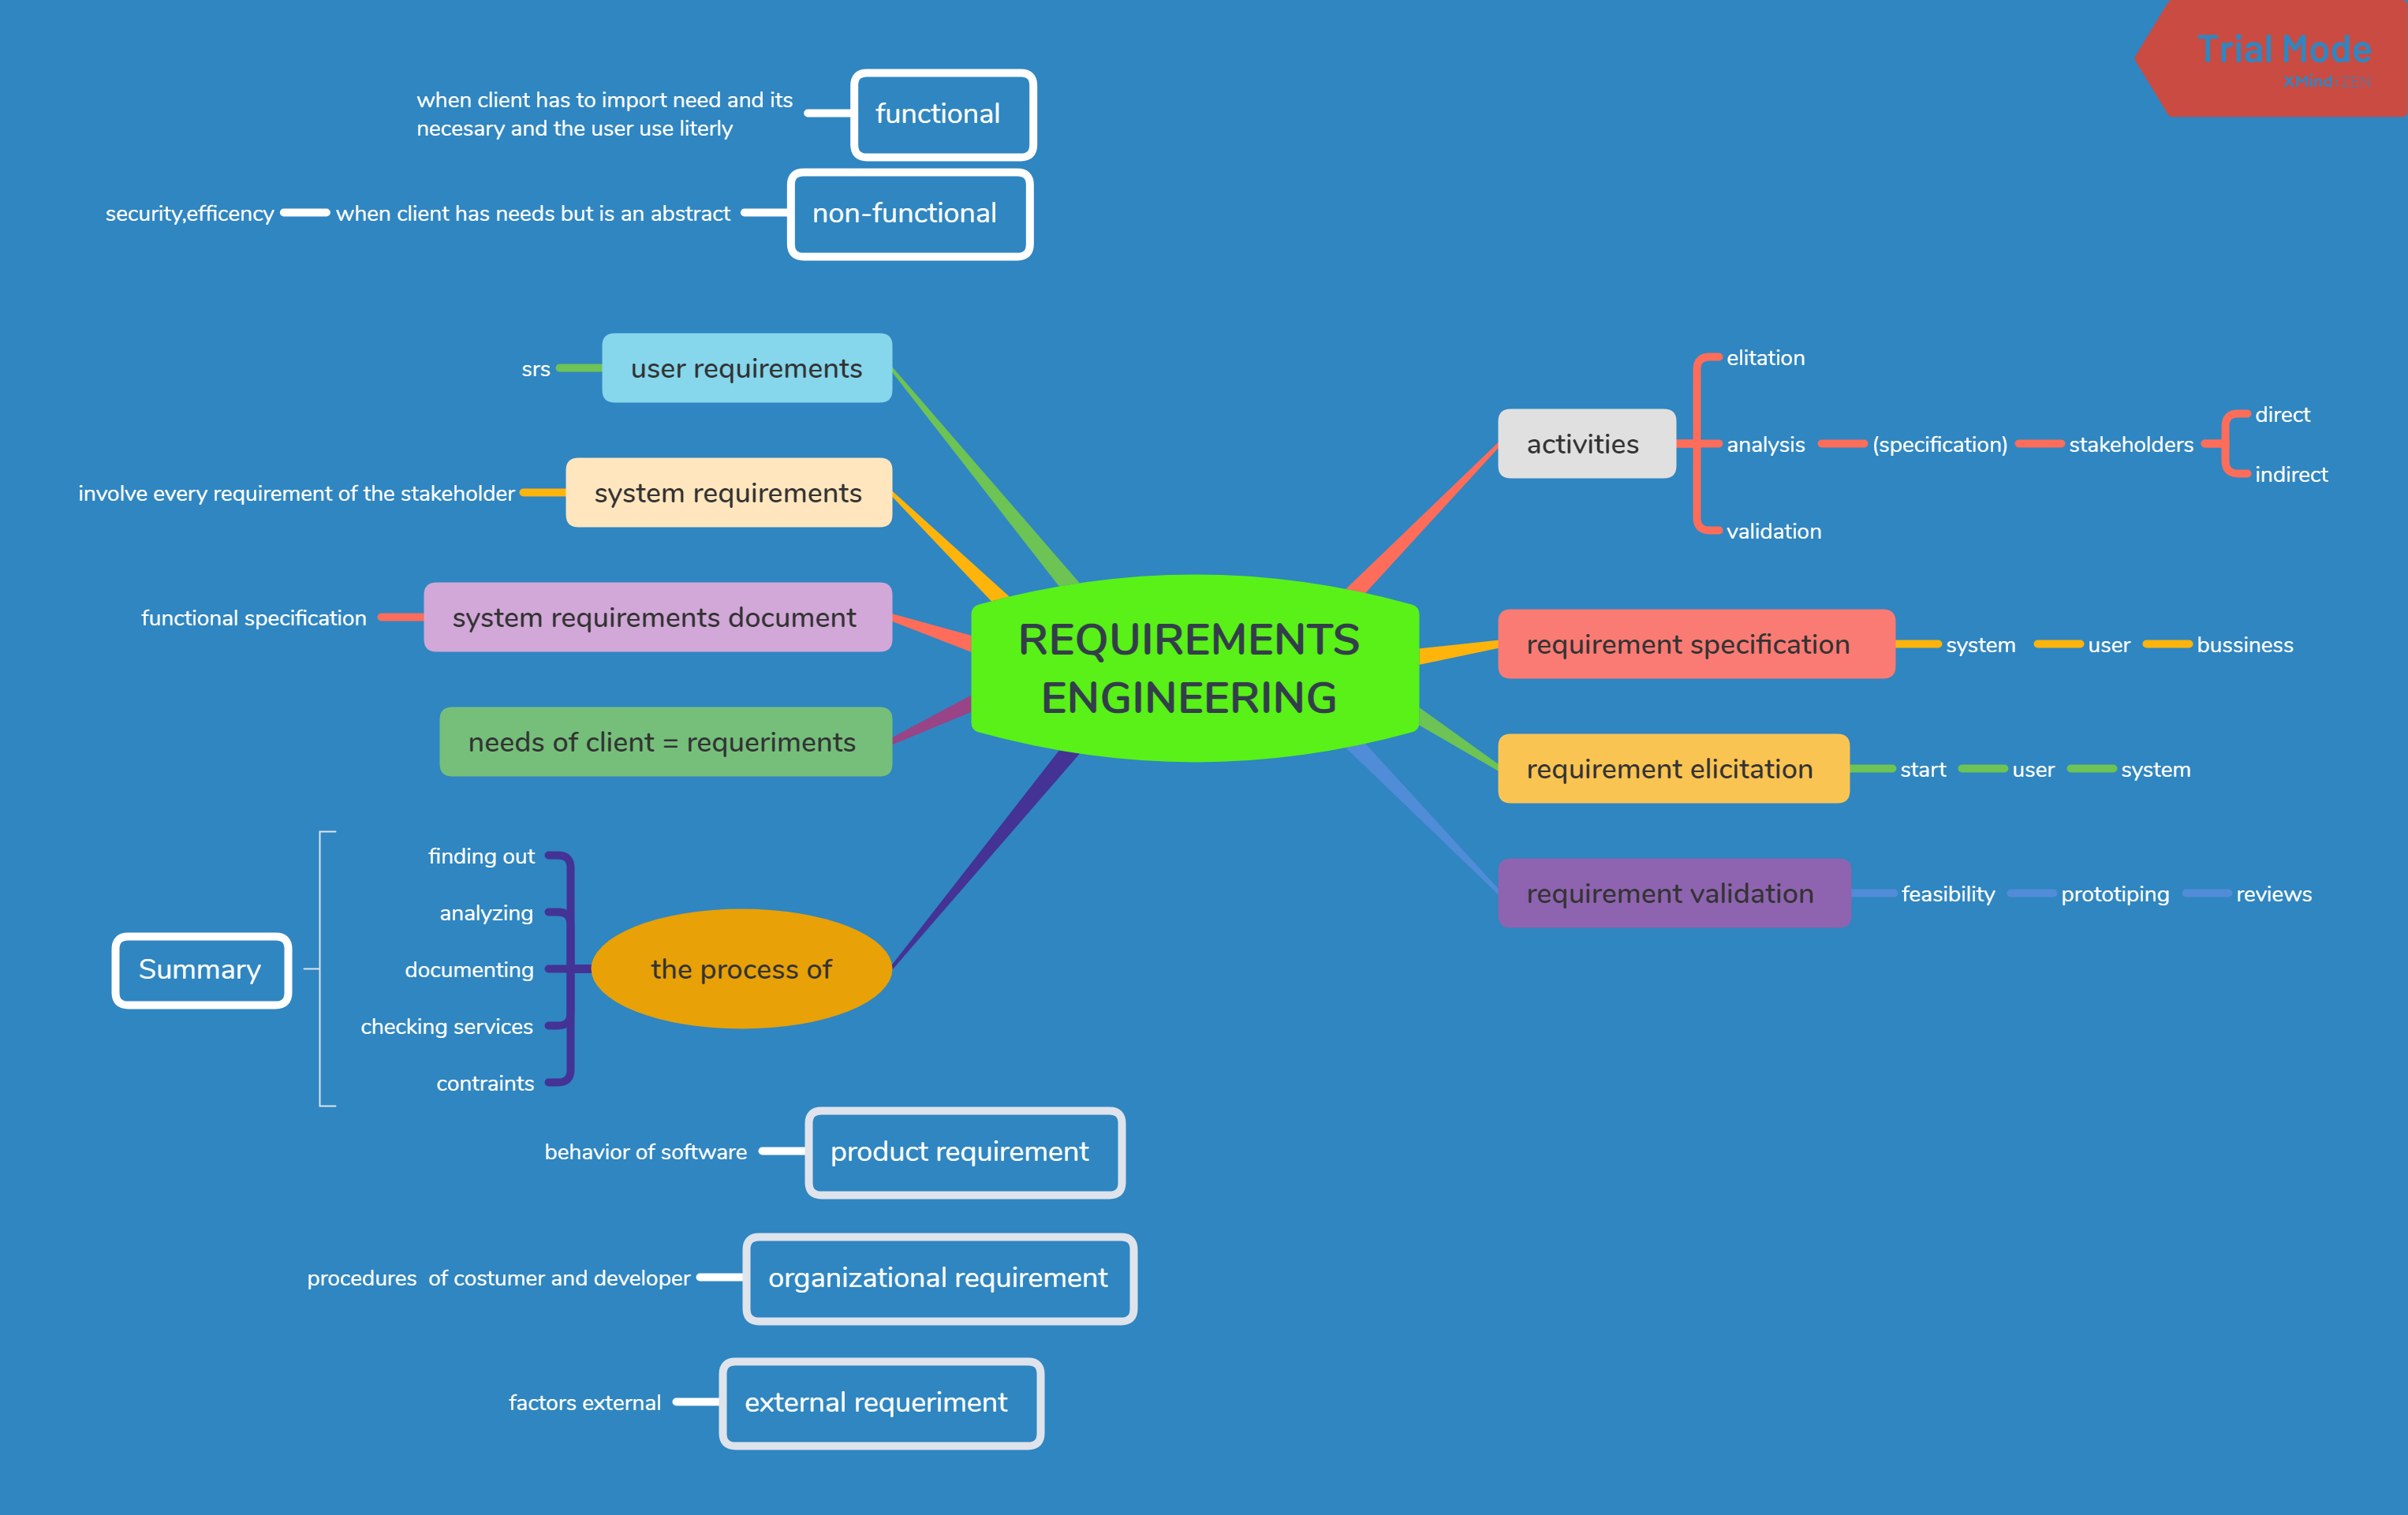 Trial Mode
XMind:ZEN
when client has to import need and its
necesary and the user use literly
functional
security,efficency
when client has needs but is an abstract
non-functional
srs
user requirements
involve every requirement of the stakeholder
system requirements
functional specification
system requirements document
needs of client = requeriments
REQUIREMENTS
ENGINEERING
activities
elitation
analysis
(specification)
stakeholders
direct
indirect
validation
requirement specification
system
user
bussiness
requirement elicitation
start
user
system
requirement validation
feasibility
prototiping
reviews
Summary
finding out
analyzing
documenting
checking services
contraints
the process of
behavior of software
product requirement
procedures  of costumer and developer
organizational requirement
factors external
external requeriment